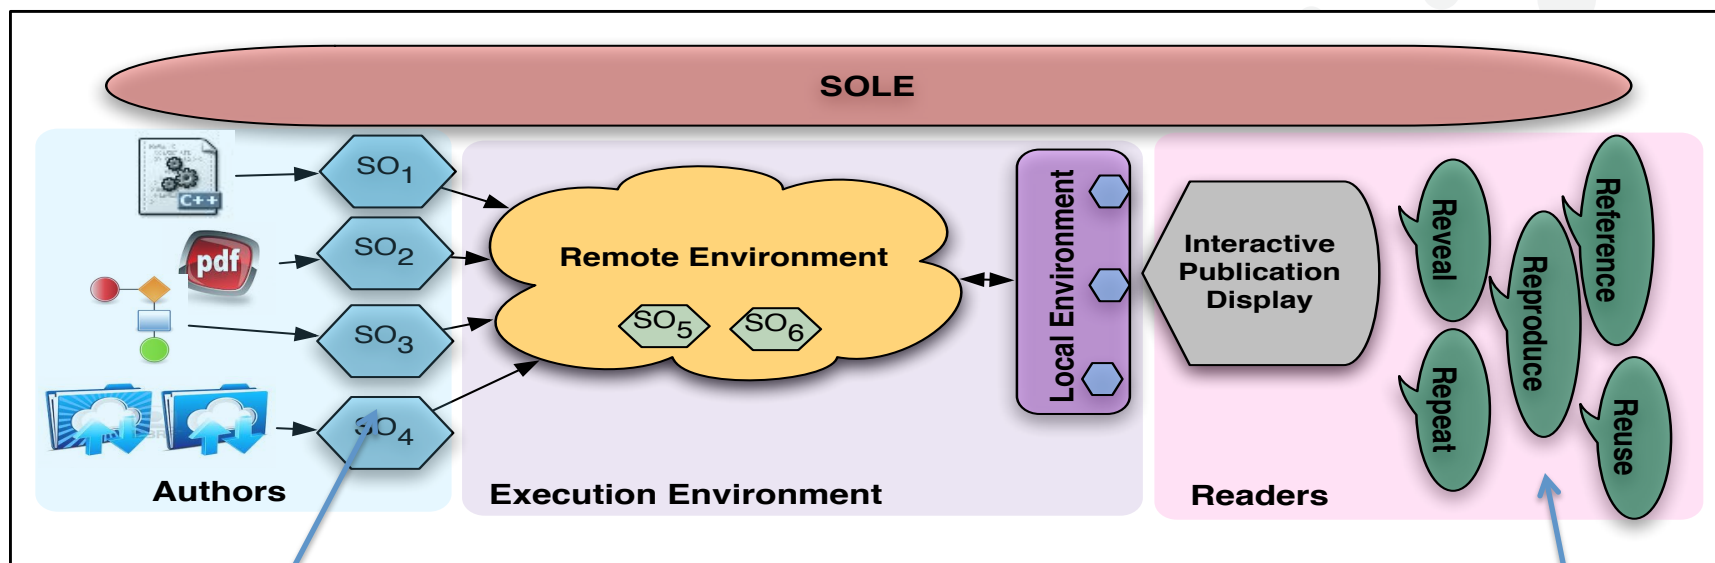 SOLE
C++
pdf
SO1
SO2
SO3
SO4
Authors
Remote Environment
SO5
SO6
Execution Environment
Local Environment
Interactive
Publication
Display
Readers
Reveal
Repeat
Reproduce
Reference
Reuse